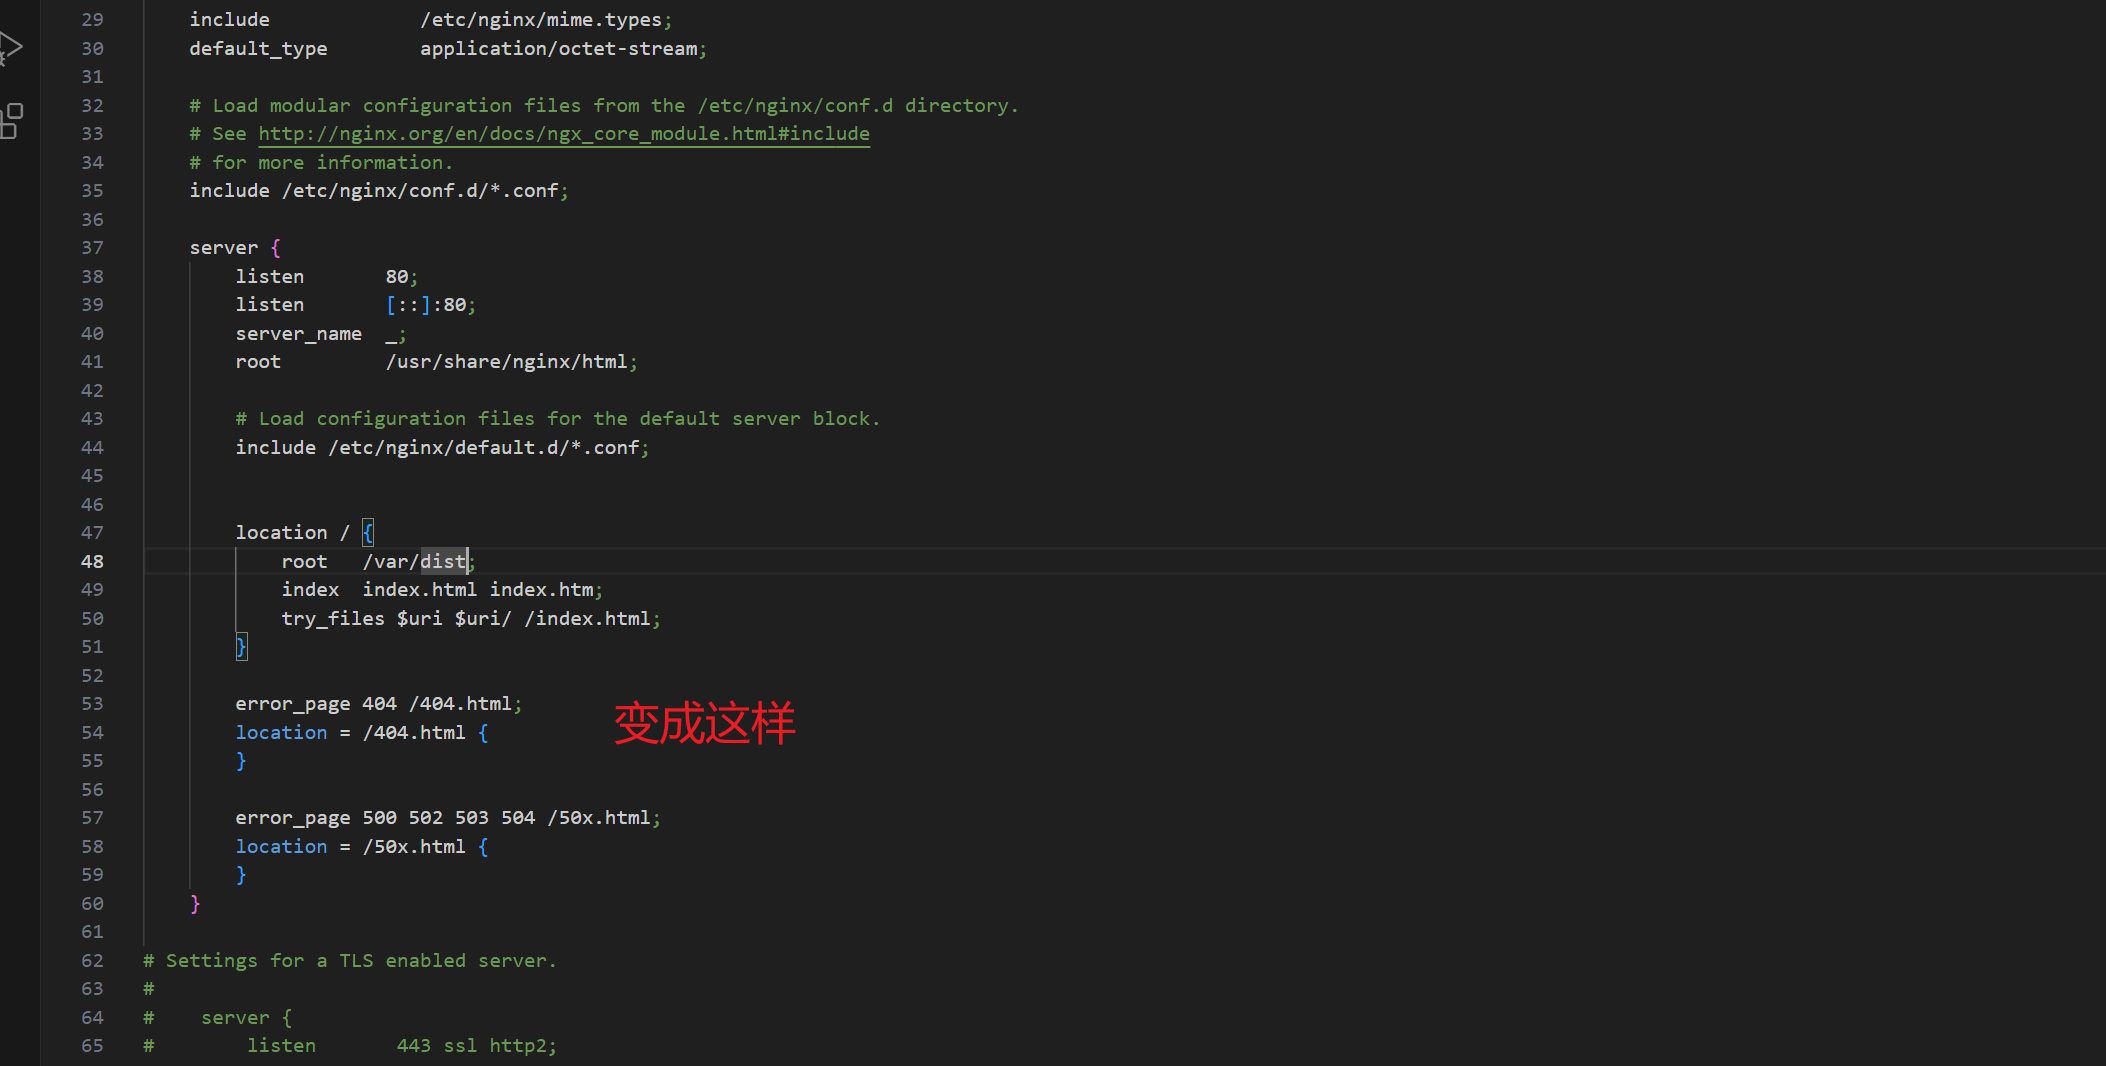 29 include /etc/nginx/mime.types;
30 default_type application/octet-stream;
31
32 # Load modular configuration files from the /etc/nginx/conf.d directory.
33 # See http://nginx.org/en/docs/ngx_core_module.html#include
34 # for more information.
35 include /etc/nginx/conf.d/*.conf;
36
37 server {
38 listen 80;
39 listen [::]:80;
40 server_name _;
41 root /usr/share/nginx/html;
42
43 # Load configuration files for the default server block.
44 include /etc/nginx/default.d/*.conf;
45
46
47 location / {
48 root /var/dist;
49 index index.html index.htm;
50 try_files $uri $uri/ /index.html;
51 }
52
53 error_page 404 /404.html;
变成这样
54 location = /404.html {
55 }
56
57 error_page 500 502 503 504 /50x.html;
58 location = /50x.html {
59 }
60 }
61
62 # Settings for a TLS enabled server.
63 #
64 # server {
65 # listen 443 ssl http2;